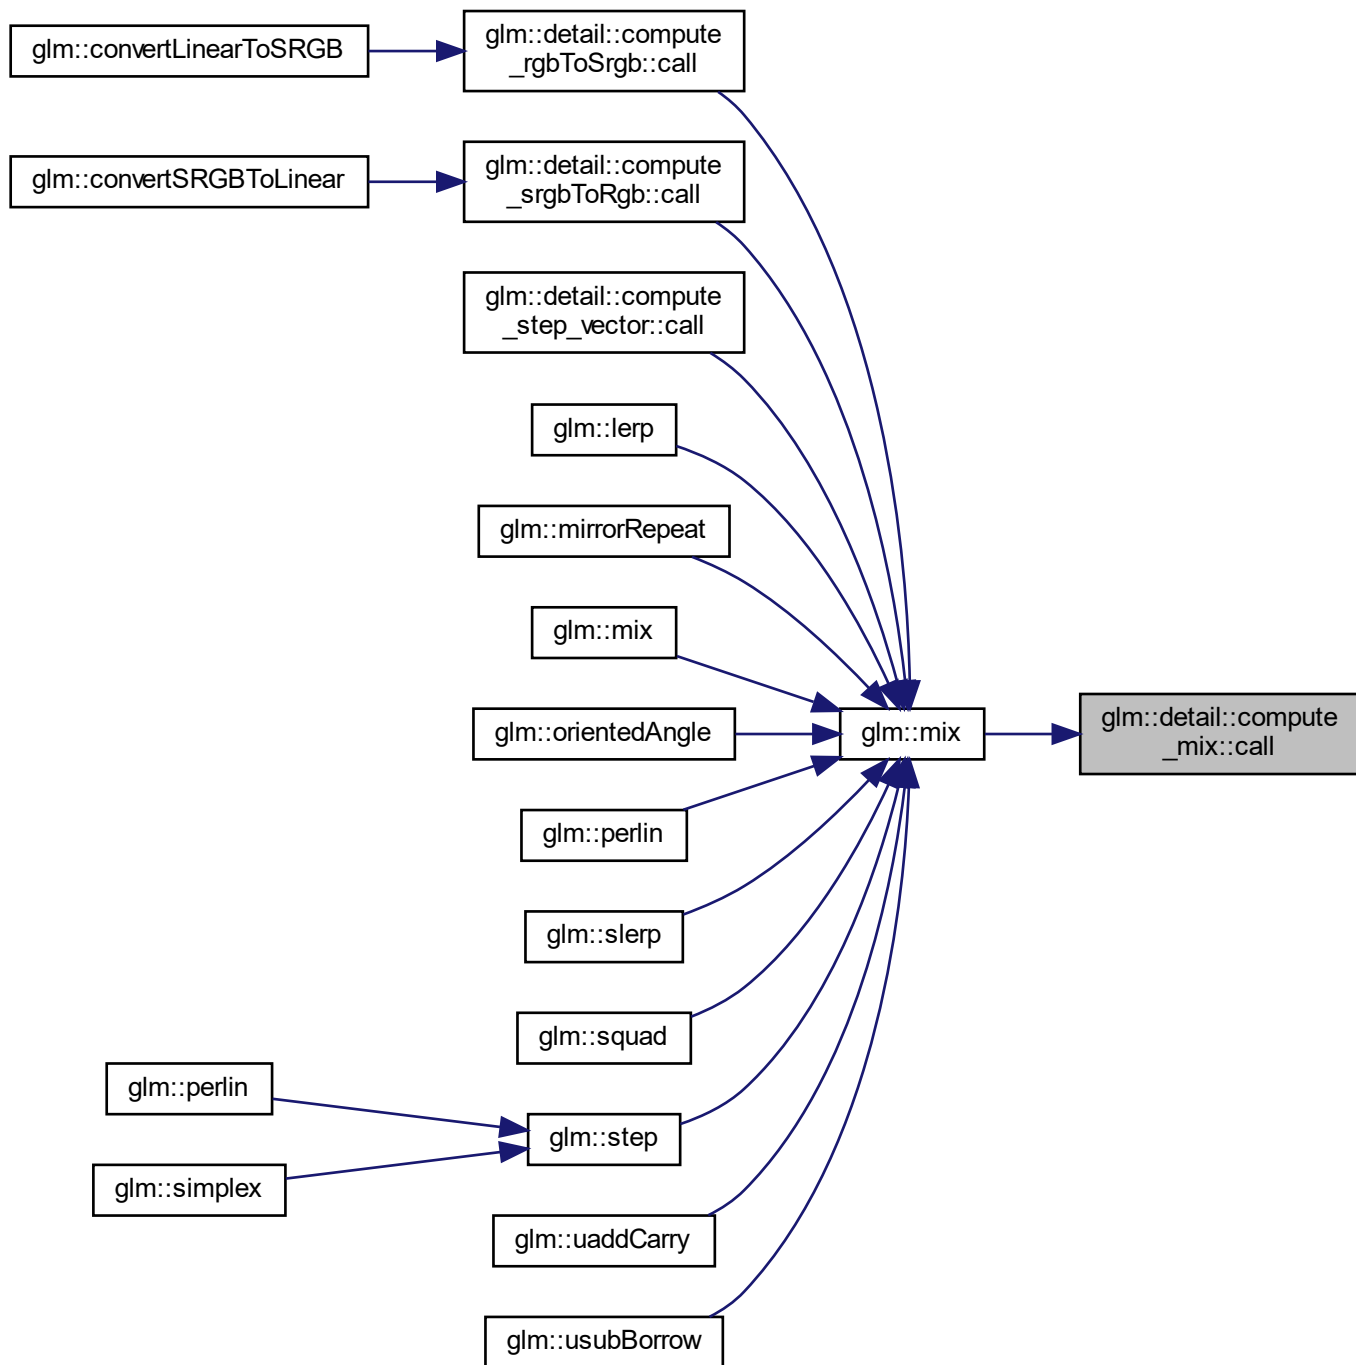 glm::convertLinearToSRGB
glm::detail::compute
_rgbToSrgb::call
glm::convertSRGBToLinear
glm::detail::compute
_srgbToRgb::call
glm::detail::compute
_step_vector::call
glm::lerp
glm::mirrorRepeat
glm::mix
glm::orientedAngle
glm::mix
glm::detail::compute
_mix::call
glm::perlin
glm::slerp
glm::squad
glm::perlin
glm::step
glm::simplex
glm::uaddCarry
glm::usubBorrow